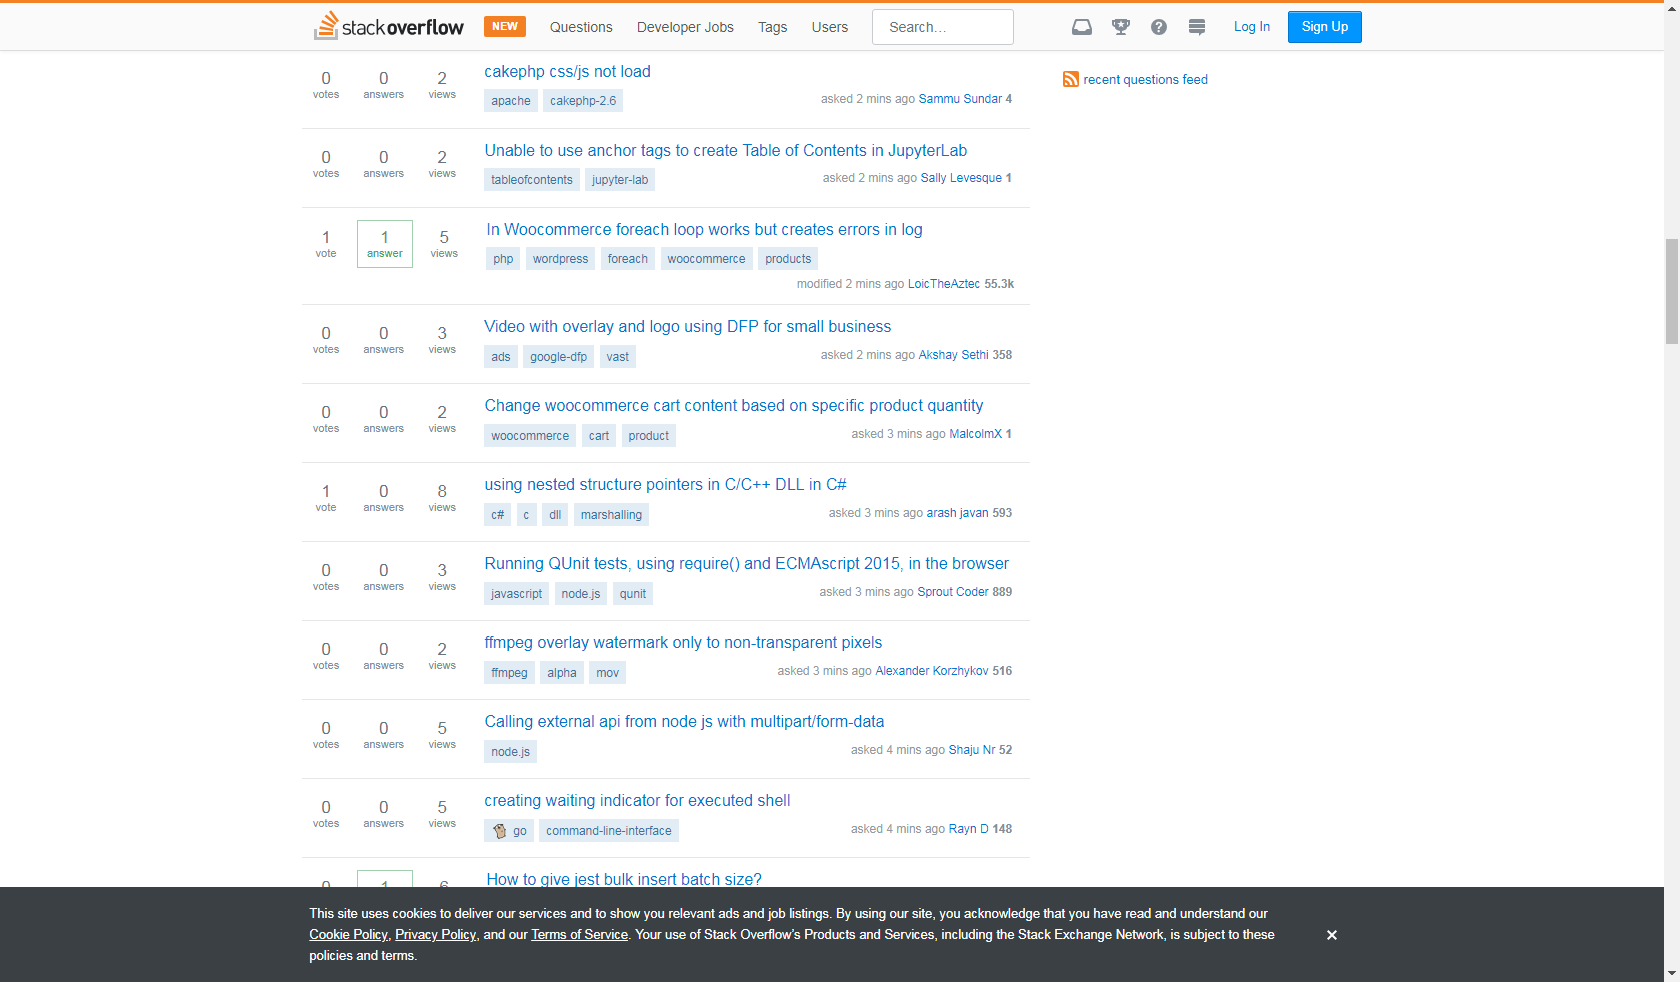 stackoverflow NEW Questions Developer Jobs Tags Users Search... Log In Sign Up
0 votes 0 answers 2 views cakephp css/js not load
apache cakephp-2.6 asked 2 mins ago Sammu Sundar 4
recent questions feed
0 votes 0 answers 2 views Unable to use anchor tags to create Table of Contents in JupyterLab
tableofcontents jupyter-lab asked 2 mins ago Sally Levesque 1
1 vote 1 answer 5 views In Woocommerce foreach loop works but creates errors in log
php wordpress foreach woocommerce products
modified 2 mins ago LoicTheAztec 55.3k
0 votes 0 answers 3 views Video with overlay and logo using DFP for small business
ads google-dfp vast asked 2 mins ago Akshay Sethi 358
0 votes 0 answers 2 views Change woocommerce cart content based on specific product quantity
woocommerce cart product asked 3 mins ago MalcolmX 1
1 vote 0 answers 8 views using nested structure pointers in C/C++ DLL in C#
c# c dll marshalling asked 3 mins ago arash javan 593
0 votes 0 answers 3 views Running QUnit tests, using require() and ECMAscript 2015, in the browser
javascript node.js qunit asked 3 mins ago Sprout Coder 889
0 votes 0 answers 2 views ffmpeg overlay watermark only to non-transparent pixels
ffmpeg alpha mov asked 3 mins ago Alexander Korzhykov 516
0 votes 0 answers 5 views Calling external api from node js with multipart/form-data
node.js asked 4 mins ago Shaju Nr 52
0 votes 0 answers 5 views creating waiting indicator for executed shell
go command-line-interface asked 4 mins ago Rayn D 148
0 1 6 How to give jest bulk insert batch size?
This site uses cookies to deliver our services and to show you relevant ads and job listings. By using our site, you acknowledge that you have read and understand our
Cookie Policy, Privacy Policy, and our Terms of Service. Your use of Stack Overflow's Products and Services, including the Stack Exchange Network, is subject to these
policies and terms.